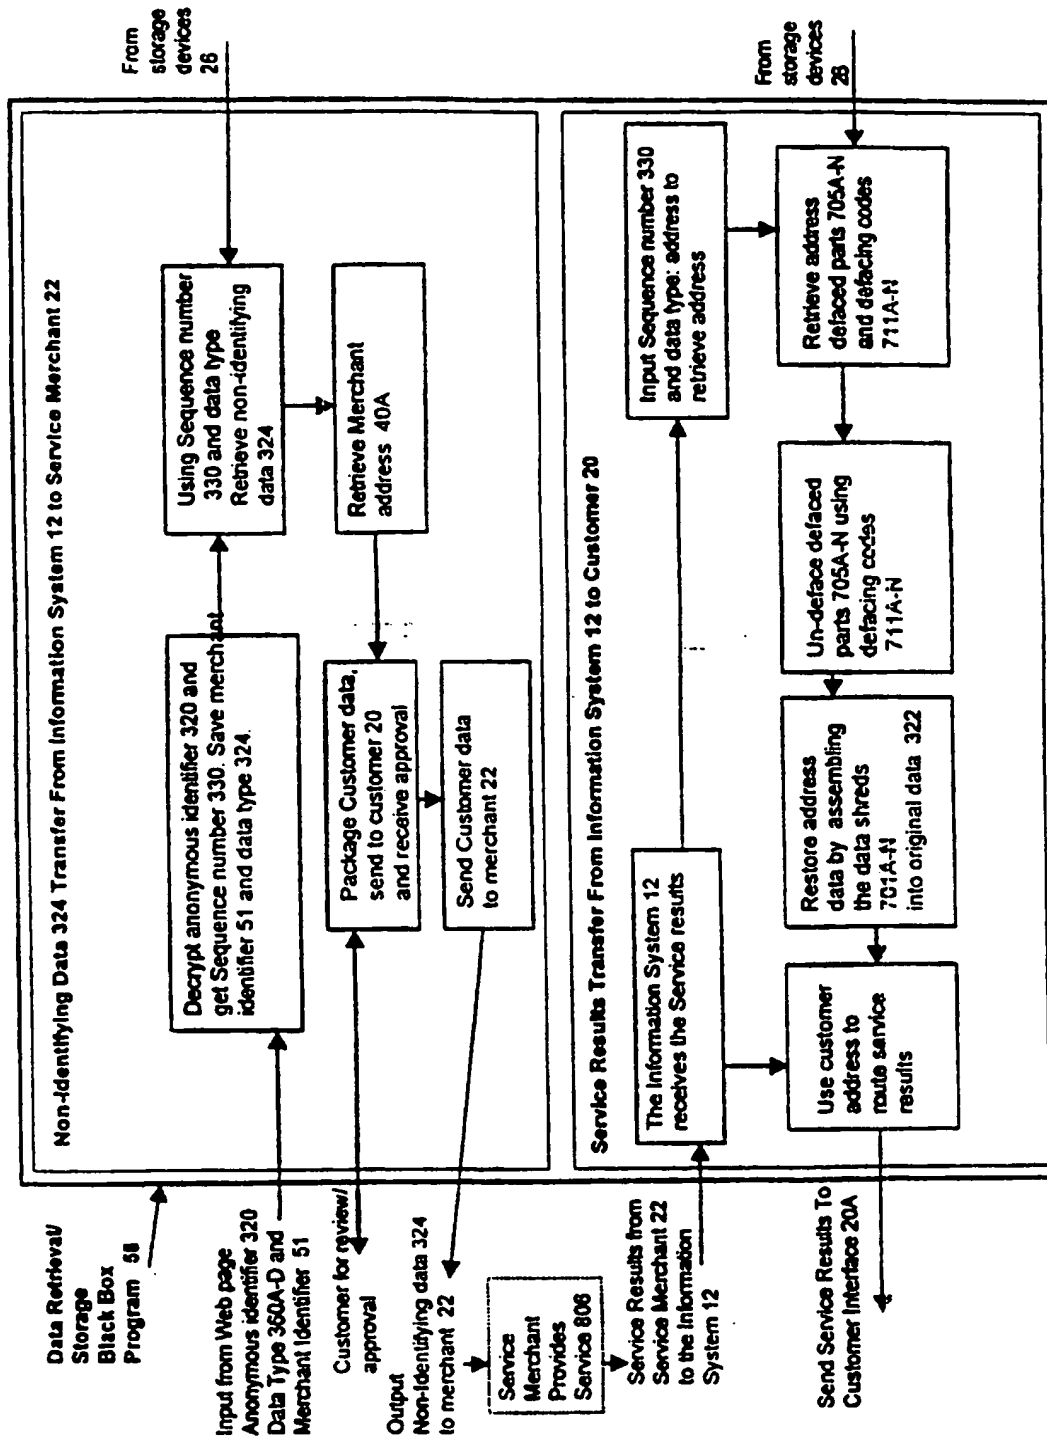 Data Retrieval/
Storage
Black Box
Program 58
Non-Identifying Data 324 Transfer From Information System 12 to Service Merchant 22
From
storage
devices
26
Input from Web page
Anonymous identifier 320
Data Type 360A-D and
Merchant Identifier 51
Decrypt anonymous identifier 320 and
get Sequence number 330. Save merchant
identifier 51 and data type 324.
Using Sequence number
330 and data type
Retrieve non-identifying
data 324
Retrieve Merchant
address 40A
Package Customer data,
send to customer 20
and receive approval
Customer for review/
approval
Send Customer data
to merchant 22
Output
Non-Identifying data 324
to merchant 22
Service
Merchant
Provides
Service 806
Service Results Transfer From Information System 12 to Customer 20
Service Results from
Service Merchant 22
to the Information
System 12
The Information System 12
receives the Service results
Input Sequence number 330
and data type: address to
retrieve address
From
storage
devices
26
Retrieve address
defaced parts 705A-N
and defacing codes
711A-N
Un-deface defaced
parts 705A-N using
defacing codes
711A-N
Restore address
data by assembling
the data shreds
701A-N
into original data 322
Use customer
address to
route service
results
Send Service Results To
Customer Interface 20A